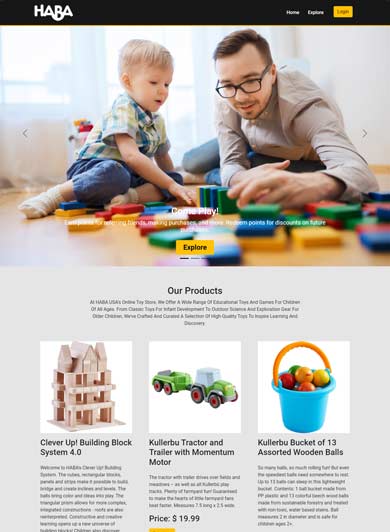 HABA
Home Explore Login
Come Play!
Earn points for referring friends, making purchases, and more. Redeem points for discounts on future
purchases.
Explore
Our Products
At HABA USA's Online Toy Store, We Offer A Wide Range Of Educational Toys And Games For Children
Of All Ages. From Classic Toys For Infant Development To Outdoor Science And Exploration Gear For
Older Children, We've Crafted And Curated A Selection Of High-Quality Toys To Inspire Learning And
Discovery.
Clever Up! Building Block
System 4.0
Welcome to HABA's Clever Up! Building
System. The cubes, rectangular blocks, panels and
stripes make it possible to build,
bridge and create inclines and levels. The
balls bring color and ideas into play. The
triangular prism allows for more complex,
integrated constructions - roofs are also
reinterpreted. Constructive and creative
learning opens up a new universe of
building blocks! Children also discover
Kullerbu Tractor and
Trailer with Momentum
Motor
The tractor with trailer drives over fields and
meadows – as well as all Kullerbü play
tracks. Plenty of farmyard fun! Guaranteed
to make the hearts of little farmyard fans
beat faster. Measures 7.5 long x 2.5 wide.
Price: $ 19.99
Kullerbu Bucket of 13
Assorted Wooden Balls
So many balls, so much rolling fun! But even
the speediest balls need somewhere to rest.
Up to 13 balls can sleep in this lightweight
bucket. Contents: 1 ball bucket made from
PP plastic and 13 colorful beech wood balls
made from sustainable forestry and treated
with non-toxic, water based stains. Ball
measures 2 in diameter and is safe for
children ages 2+.